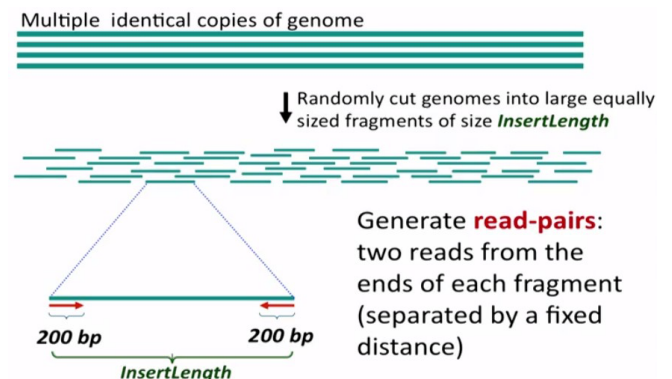 Multiple identical copies of genome
Randomly cut genomes into large equally
sized fragments of size InsertLength
Generate read-pairs:
two reads from the
ends of each fragment
(separated by a fixed
distance)
200 bp 200 bp
InsertLength